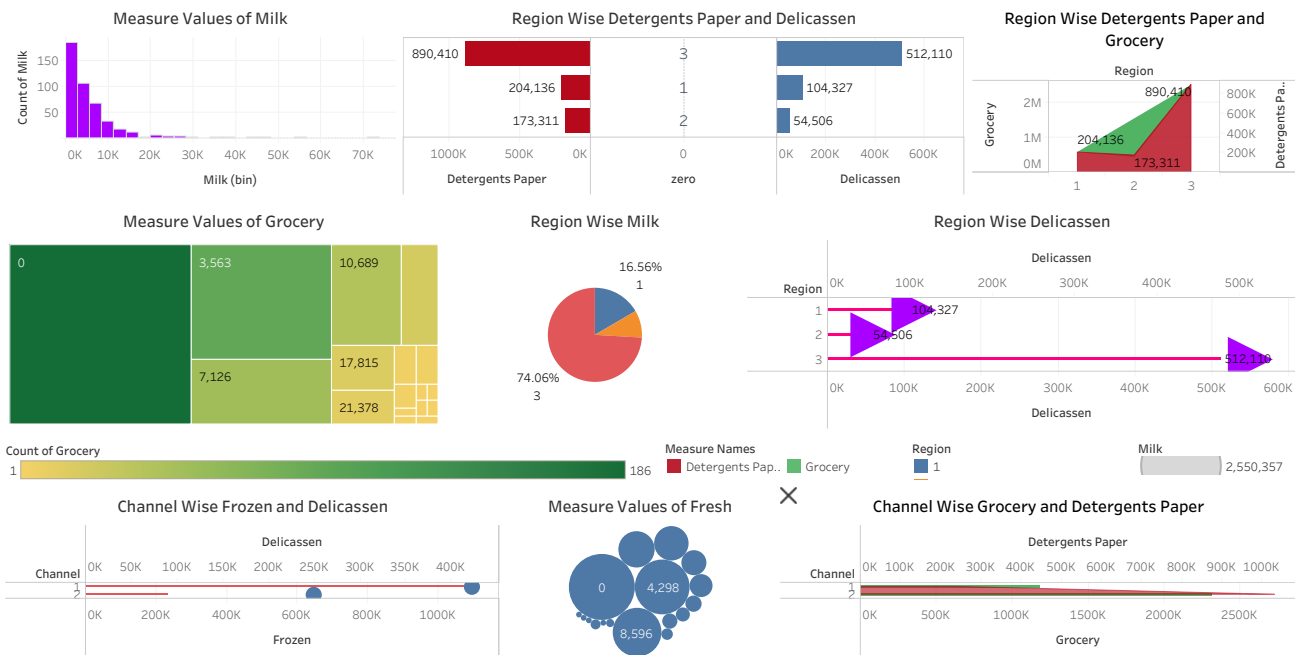 Measure Values of Milk
Count of Milk
150
100
50
0K 10K 20K 30K 40K 50K 60K 70K
Milk (bin)
Region Wise Detergents Paper and Delicassen
890,410 3 512,110
204,136 1 104,327
173,311 2 54,506
1000K 500K 0K 0 0K 200K 400K 600K
Detergents Paper zero Delicassen
Region Wise Detergents Paper and
Grocery
Region
Grocery
2M
1M
0M
890,410
204,136
173,311
800K
600K
400K
200K
Detergents Pa..
1 2 3
Measure Values of Grocery
0
3,563
7,126
10,689
17,815
21,378
Region Wise Milk
16.56%
1
74.06%
3
Region Wise Delicassen
Delicassen
0K 100K 200K 300K 400K 500K
Region
1 104,327
2 54,506
3 512,110
0K 100K 200K 300K 400K 500K 600K
Delicassen
Count of Grocery
1 186
Measure Names
Detergents Pap.. Grocery
Region
1
Milk
2,550,357
Channel Wise Frozen and Delicassen
Delicassen
0K 50K 100K 150K 200K 250K 300K 350K 400K
Channel
1
2
0K 200K 400K 600K 800K 1000K
Frozen
Measure Values of Fresh
0
4,298
8,596
Channel Wise Grocery and Detergents Paper
Detergents Paper
0K 100K 200K 300K 400K 500K 600K 700K 800K 900K 1000K
Channel
1
2
0K 500K 1000K 1500K 2000K 2500K
Grocery